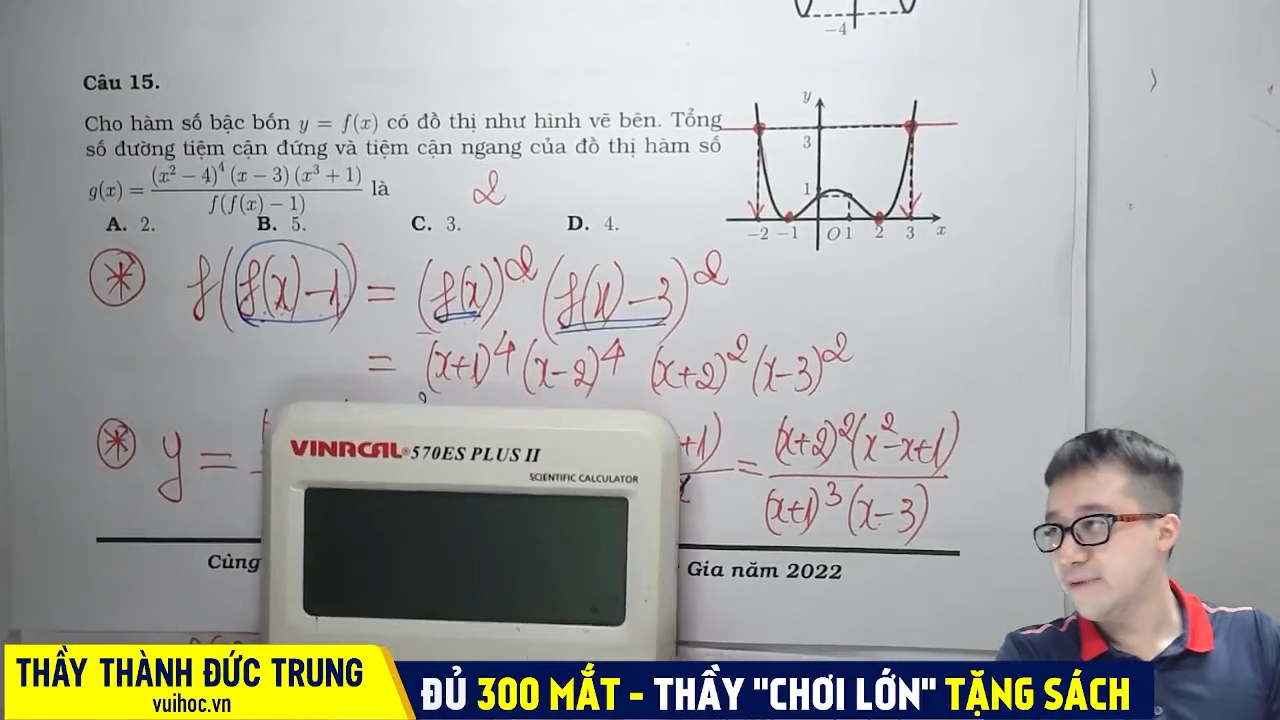 −4
Câu 15.
Cho hàm số bậc bốn y = f(x) có đồ thị như hình vẽ bên. Tổng
số đường tiệm cận đứng và tiệm cận ngang của đồ thị hàm số
g(x) = (x² − 4)⁴ (x − 3) (x³ + 1) / f(f(x) − 1) là
2
A. 2. B. 5. C. 3. D. 4.
y
3
1
−2 −1 O 1 2 3 x
* f(f(x)−1) = (f(x))² (f(x)−3)²
= (x+1)⁴ (x−2)⁴ (x+2)² (x−3)²
* y = +1) = (x+2)²(x²−x+1) / (x+1)³(x−3)
VINACAL 570ES PLUS II
SCIENTIFIC CALCULATOR
Cùng Gia năm 2022
THẦY THÀNH ĐỨC TRUNG
vuihoc.vn
ĐỦ 300 MẮT - THẦY "CHƠI LỚN" TẶNG SÁCH